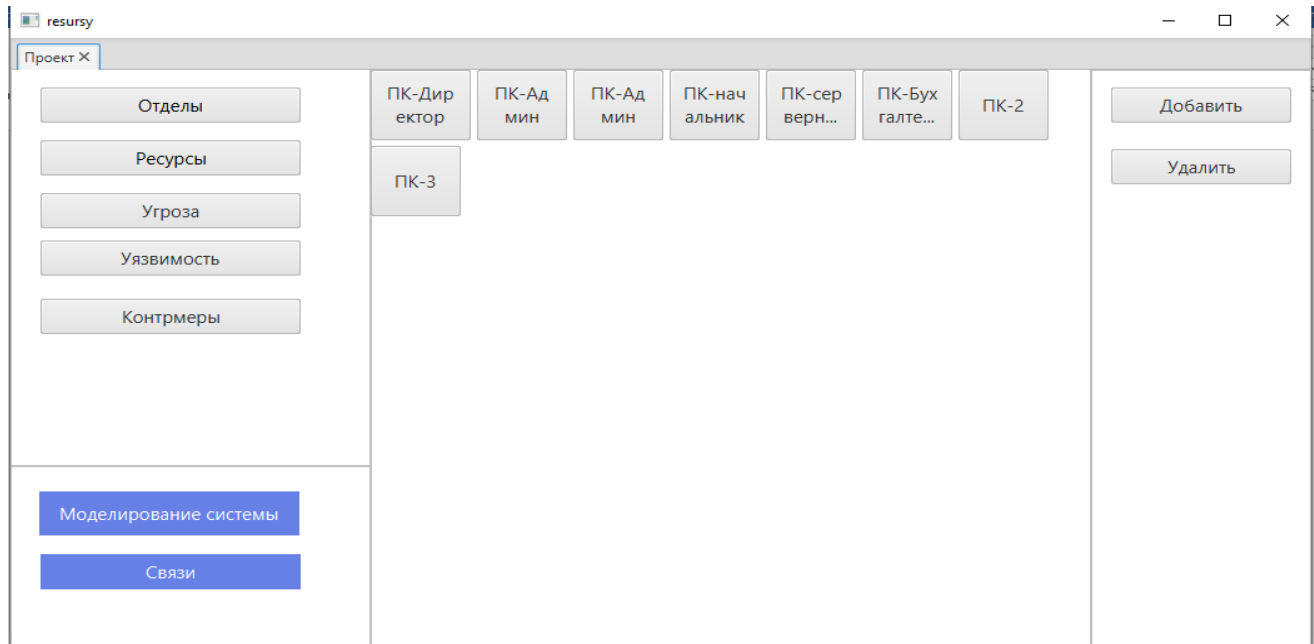 resursy
Проект
Отделы
Ресурсы
Угроза
Уязвимость
Контрмеры
Моделирование системы
Связи
ПК-Дир
ектор
ПК-Ад
мин
ПК-Ад
мин
ПК-нач
альник
ПК-сер
верн...
ПК-Бух
галте...
ПК-2
ПК-3
Добавить
Удалить